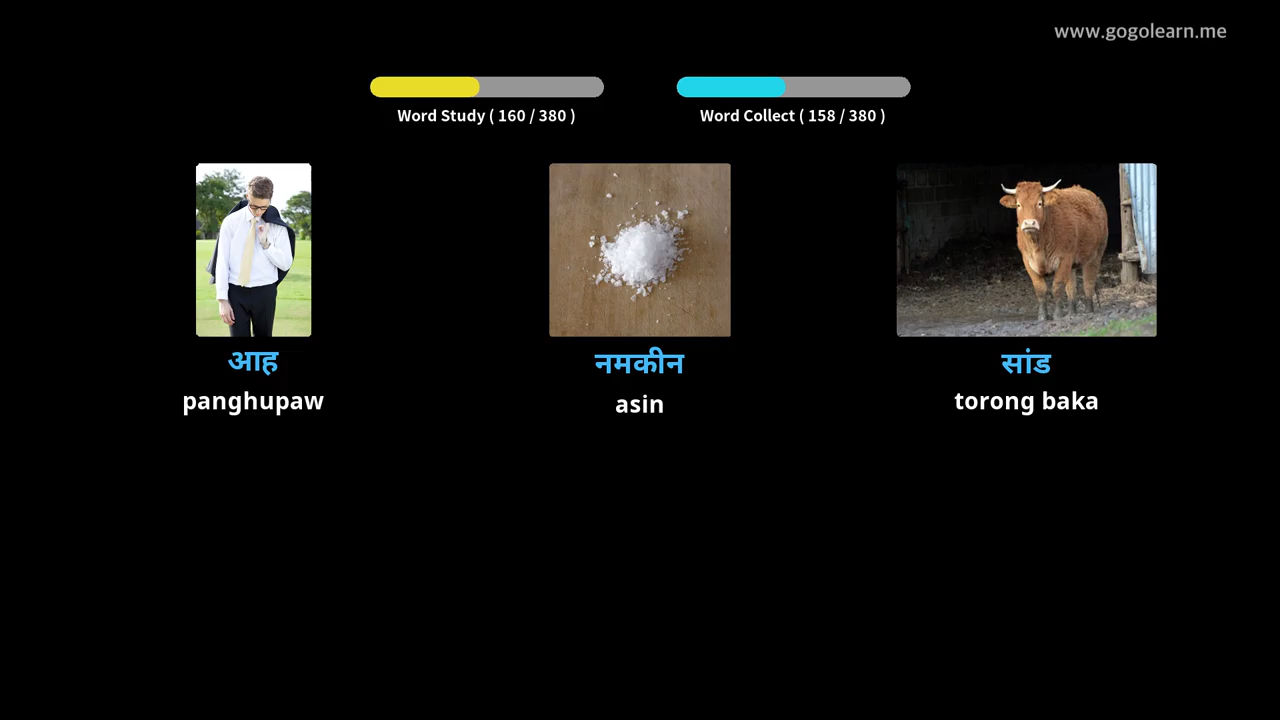 www.gogolearn.me
Word Study ( 160 / 380 )
Word Collect ( 158 / 380 )
आह
नमकीन
सांड
panghupaw
asin
torong baka